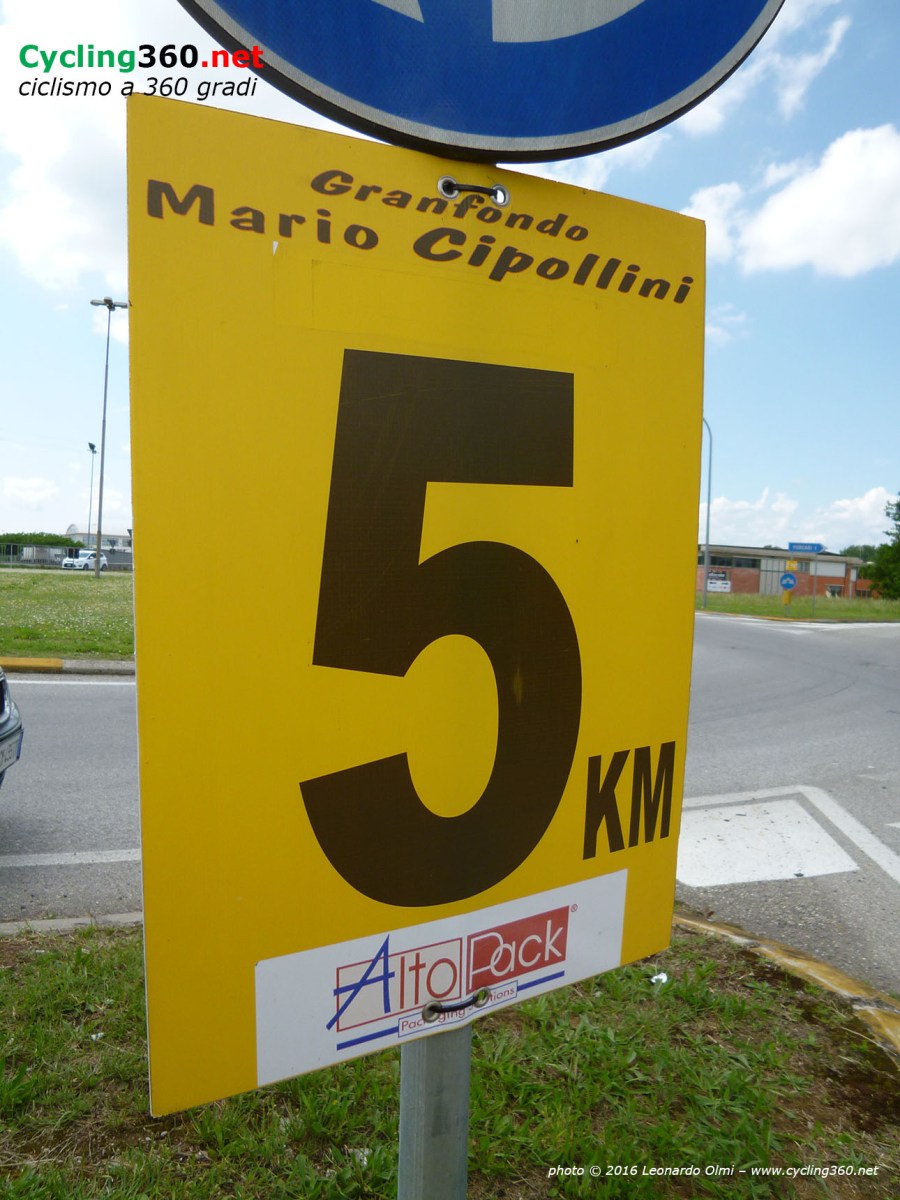 Cycling360.net
ciclismo a 360 gradi
Granfondo
Mario Cipollini
5
KM
AltoPack®
photo © 2016 Leonardo Olmi – www.cycling360.net